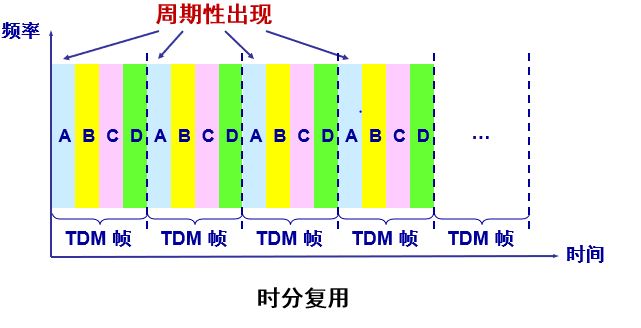 周期性出现
频率
A B C D A B C D A B C D A B C D …
TDM 帧 TDM 帧 TDM 帧 TDM 帧 TDM 帧
时间
时分复用